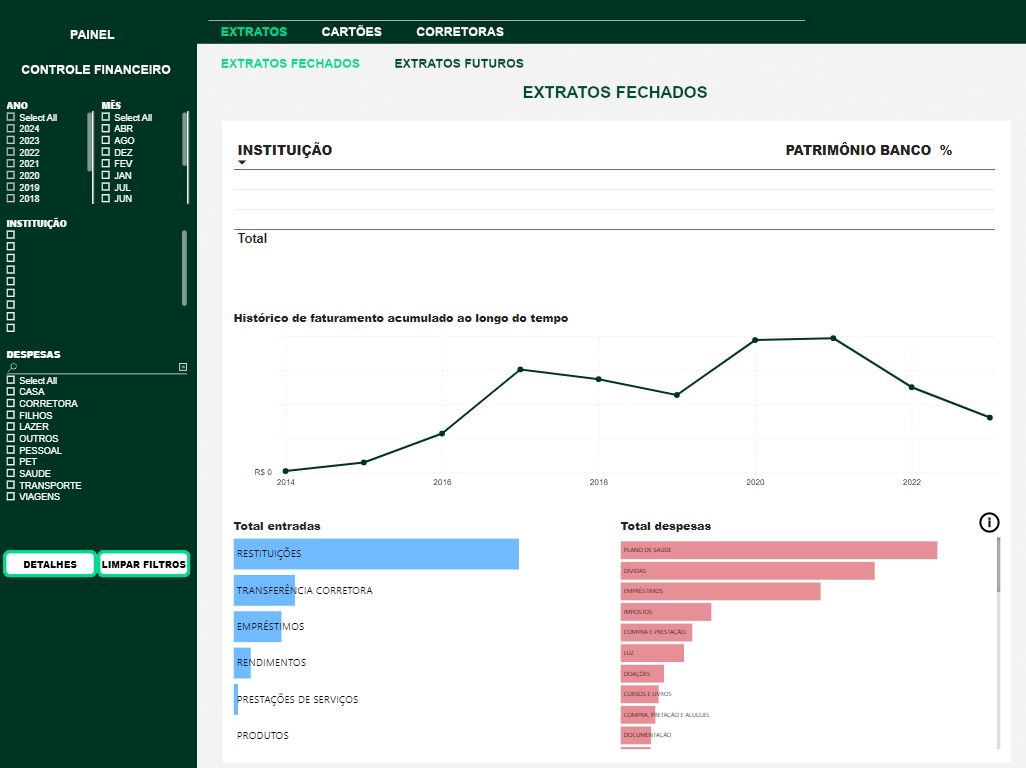 PAINEL
CONTROLE FINANCEIRO
ANO
Select All
2024
2023
2022
2021
2020
2019
2018
MÊS
Select All
ABR
AGO
DEZ
FEV
JAN
JUL
JUN
INSTITUIÇÃO
DESPESAS
Select All
CASA
CORRETORA
FILHOS
LAZER
OUTROS
PESSOAL
PET
SAUDE
TRANSPORTE
VIAGENS
DETALHES
LIMPAR FILTROS
EXTRATOS CARTÕES CORRETORAS
EXTRATOS FECHADOS EXTRATOS FUTUROS
EXTRATOS FECHADOS
INSTITUIÇÃO PATRIMÔNIO BANCO %
Total
Histórico de faturamento acumulado ao longo do tempo
R$ 0
2014 2016 2018 2020 2022
Total entradas
RESTITUIÇÕES
TRANSFERÊNCIA CORRETORA
EMPRÉSTIMOS
RENDIMENTOS
PRESTAÇÕES DE SERVIÇOS
PRODUTOS
Total despesas
PLANO DE SAÚDE
DÍVIDAS
EMPRÉSTIMOS
IMPOSTOS
COMPRA E PRESTAÇÃO
LUZ
DOAÇÕES
CURSOS E LIVROS
COMPRA, PRETAÇÃO E ALUGUEL
DOCUMENTAÇÃO